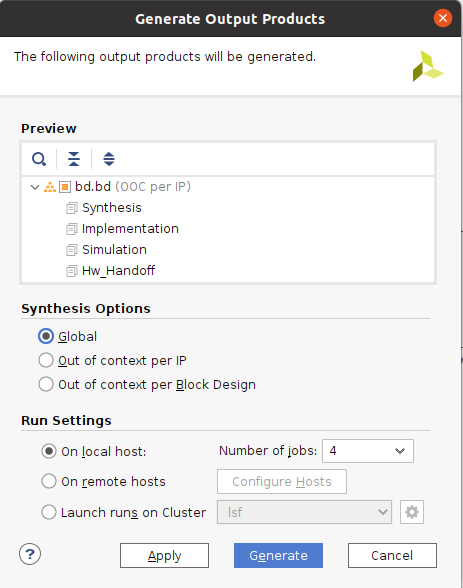 Generate Output Products
The following output products will be generated.
Preview
bd.bd (OOC per IP)
Synthesis
Implementation
Simulation
Hw_Handoff
Synthesis Options
Global
Out of context per IP
Out of context per Block Design
Run Settings
On local host: Number of jobs: 4
On remote hosts Configure Hosts
Launch runs on Cluster lsf
? Apply Generate Cancel